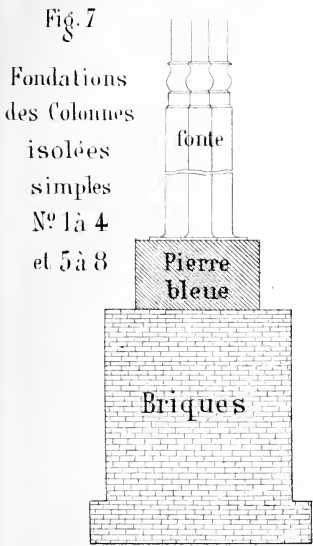 Fig. 7
Fondations
des Colonnes
isolées
simples
Nº 1 à 4
et 5 à 8
fonte
Pierre
bleue
Briques